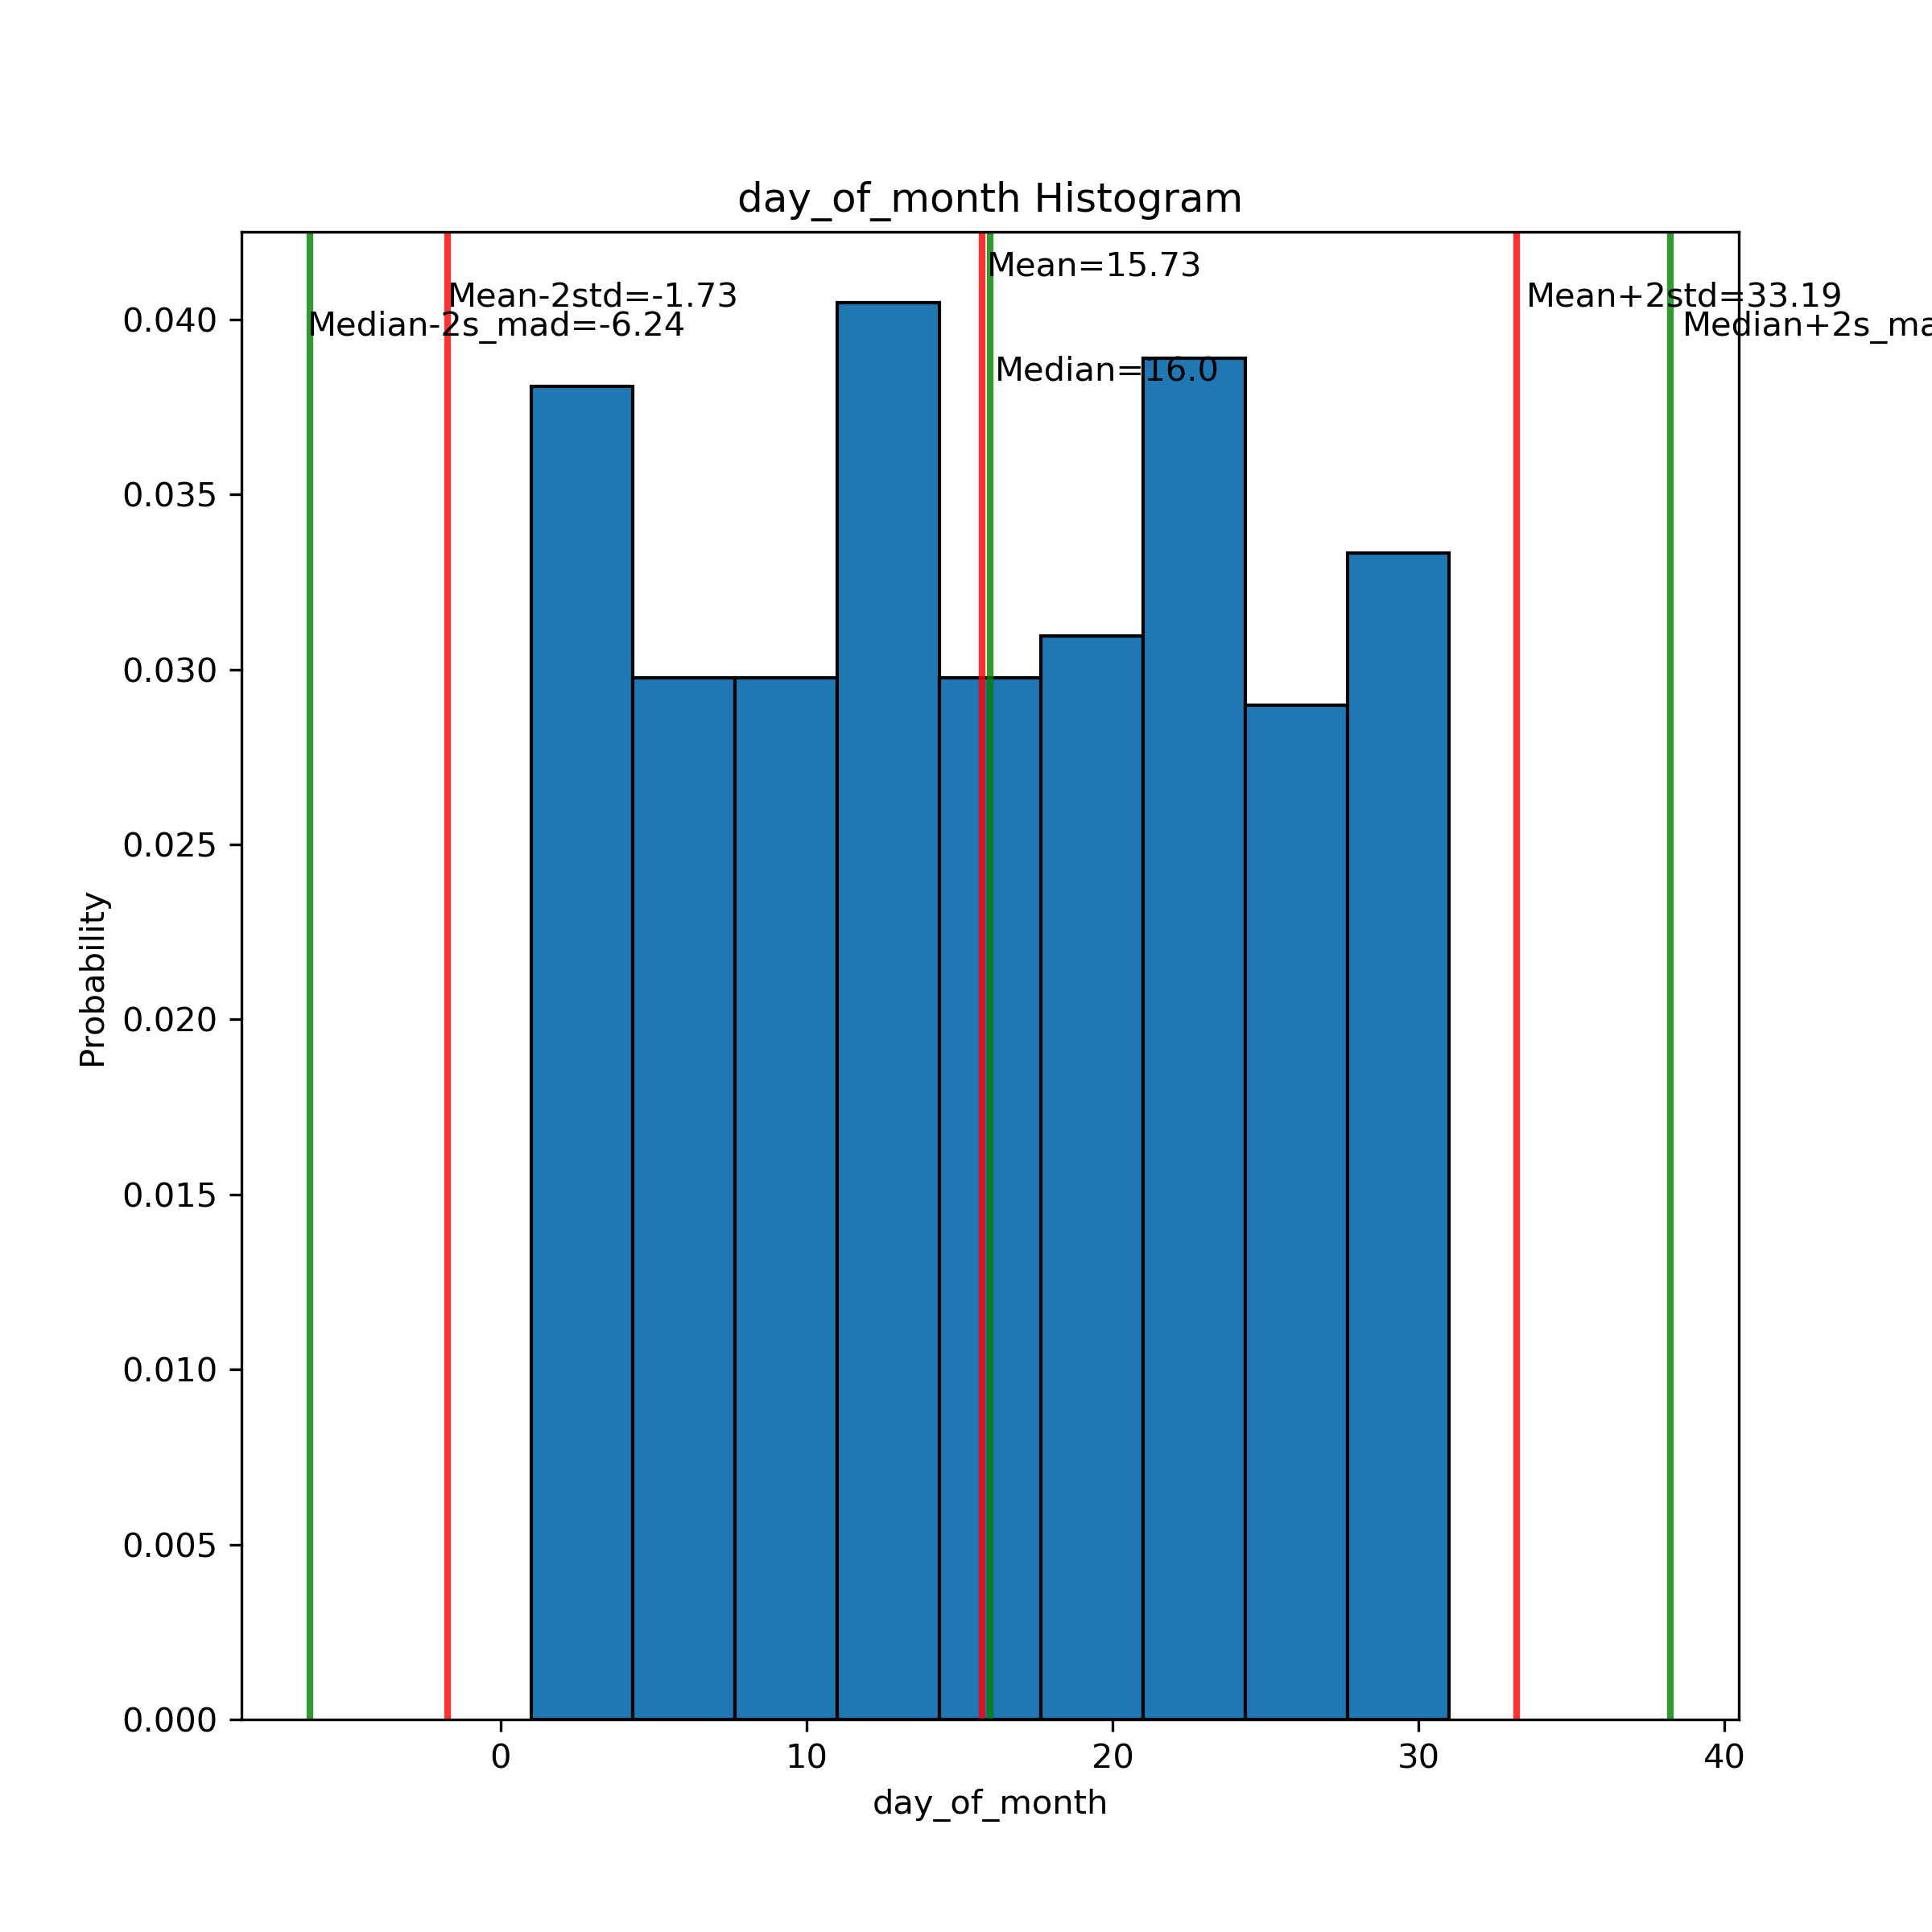 day_of_month Histogram
Mean=15.73
Mean-2std=-1.73
Mean+2std=33.19
Median-2s_mad=-6.24
Median+2s_ma
Median=16.0
0.040
0.035
0.030
0.025
0.020
0.015
0.010
0.005
0.000
Probability
0 10 20 30 40
day_of_month